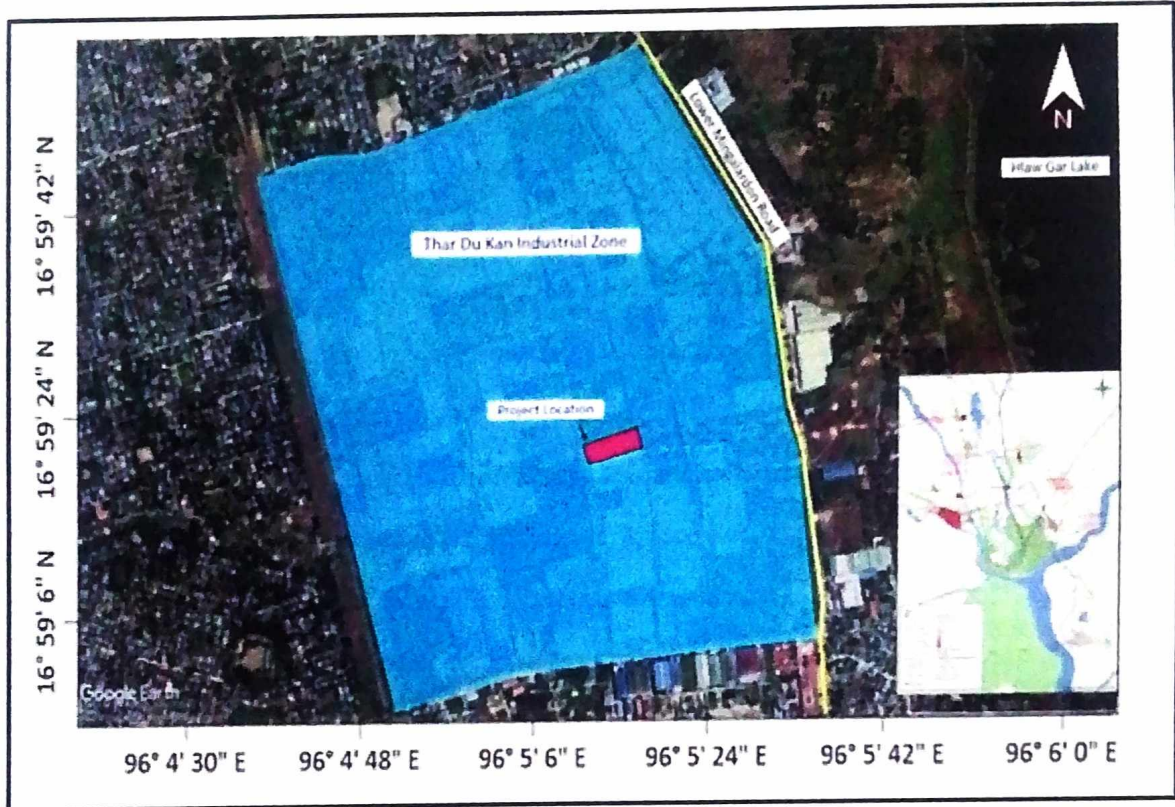 N
Hlaw Gar Lake
Lower Mingalardon Road
Thar Du Kan Industrial Zone
Project Location
16° 59' 42" N
16° 59' 24" N
16° 59' 6" N
Google Earth
96° 4' 30" E
96° 4' 48" E
96° 5' 6" E
96° 5' 24" E
96° 5' 42" E
96° 6' 0" E